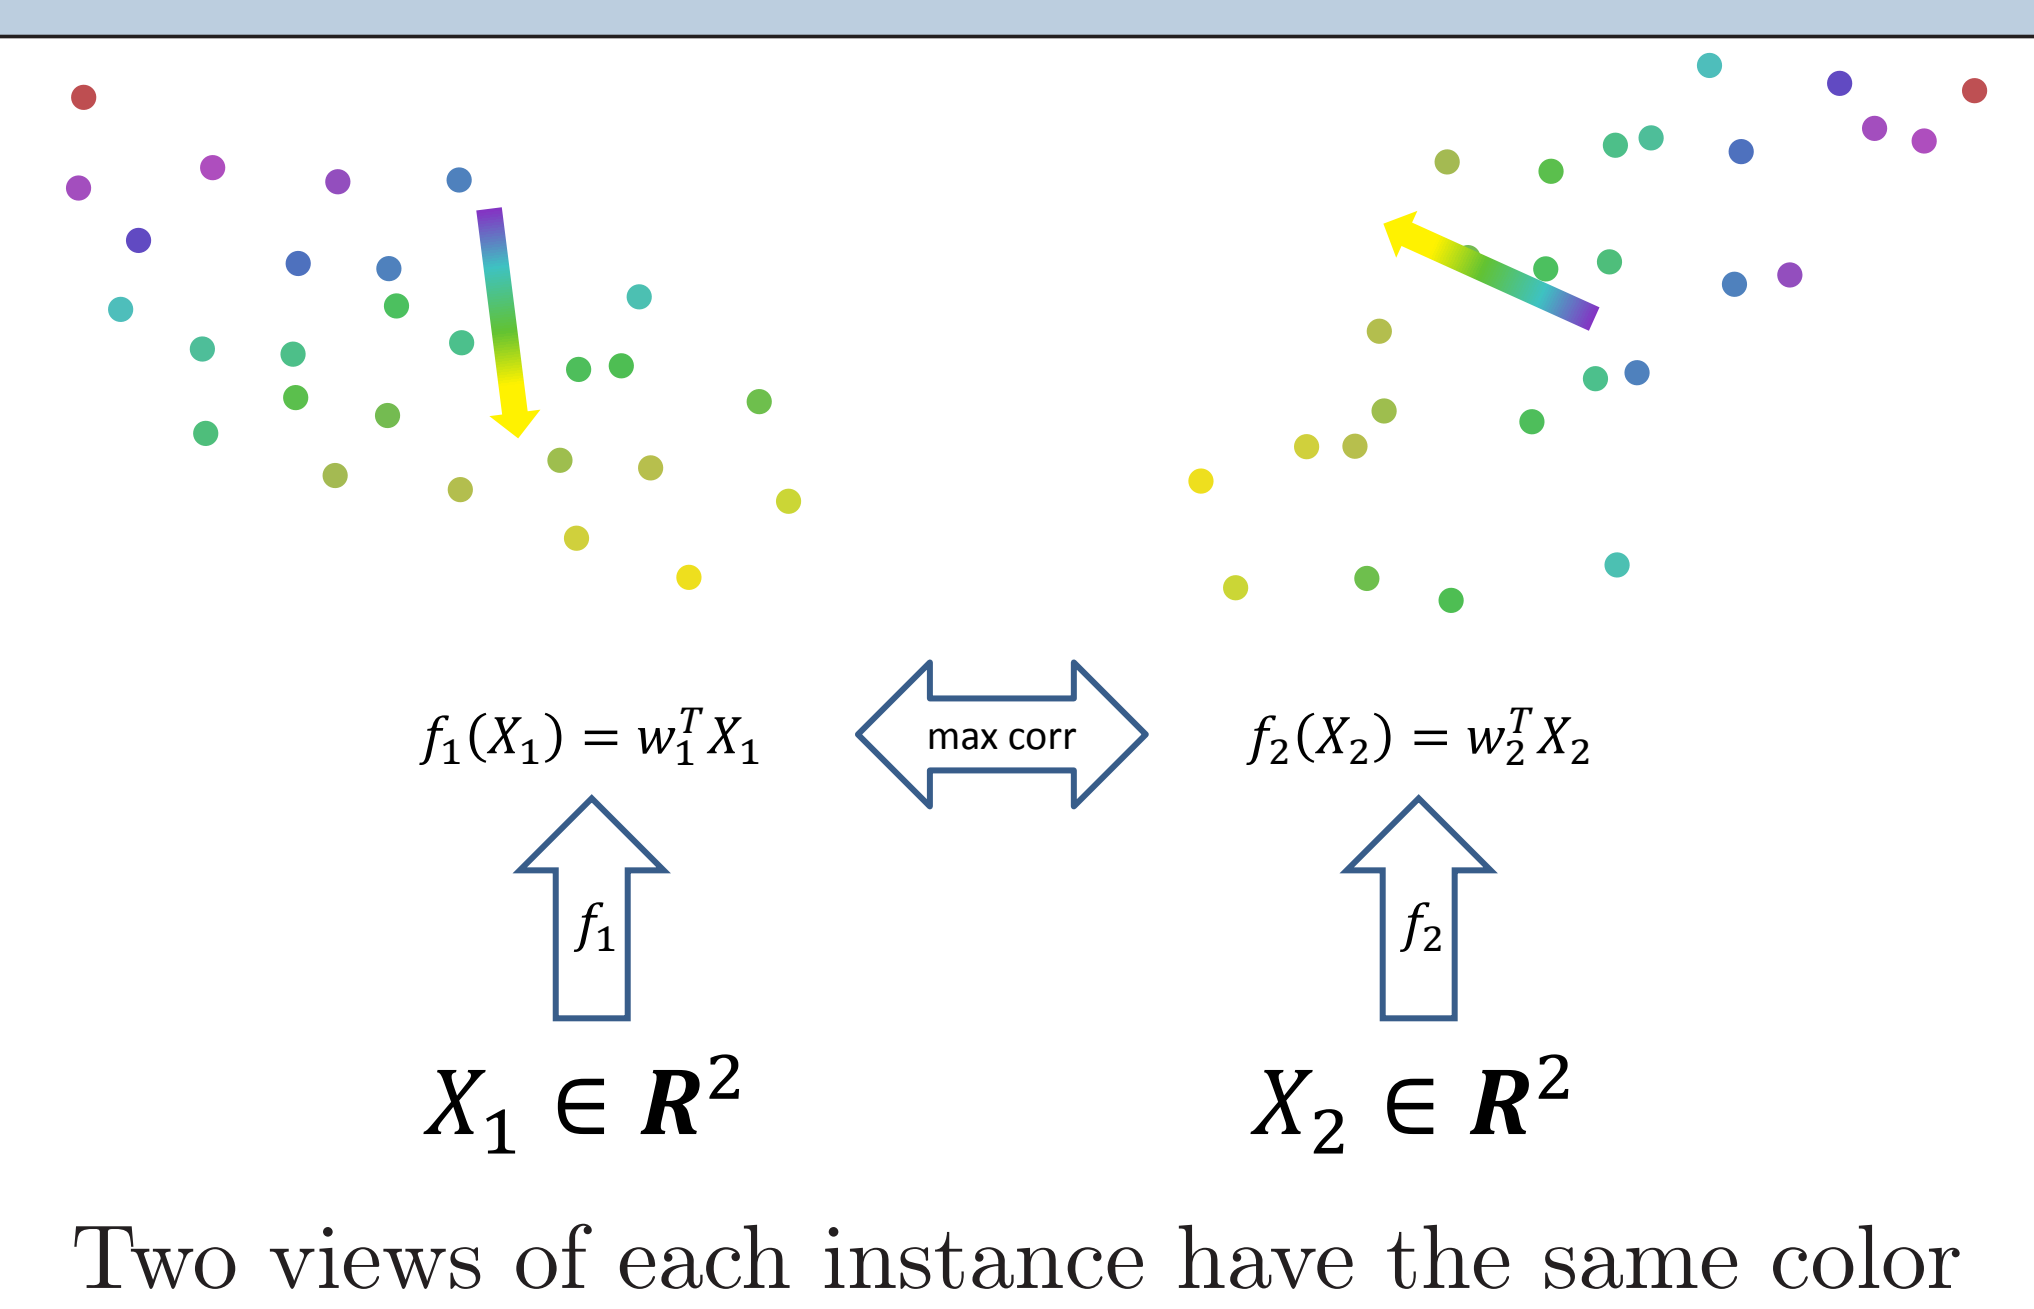 f₁(X₁) = w₁ᵀX₁ max corr f₂(X₂) = w₂ᵀX₂
f₁ f₂
X₁ ∈ R² X₂ ∈ R²
Two views of each instance have the same color